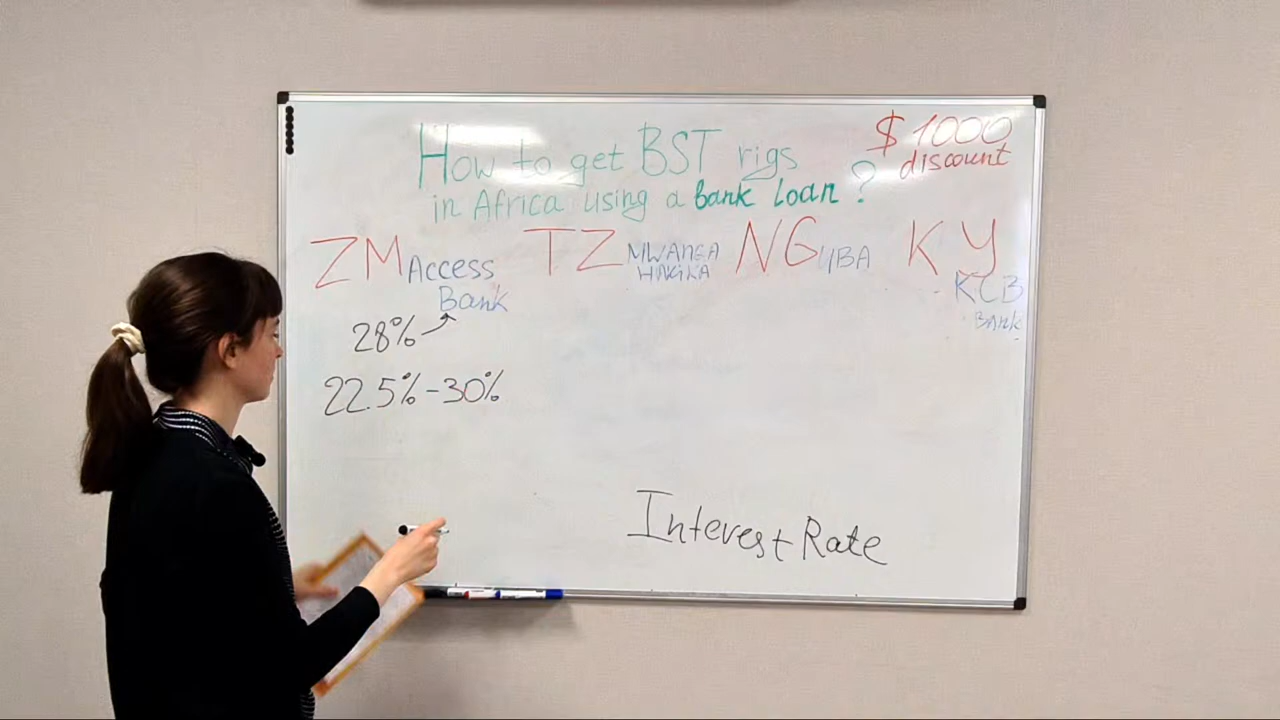 How to get BST rigs
in Africa using a bank loan?
$ 1000
discount
ZM Access
Bank
TZ MWANGA
HAKIKA
NG UBA
KY
KCB
BANK
28%
22.5%-30%
Interest Rate